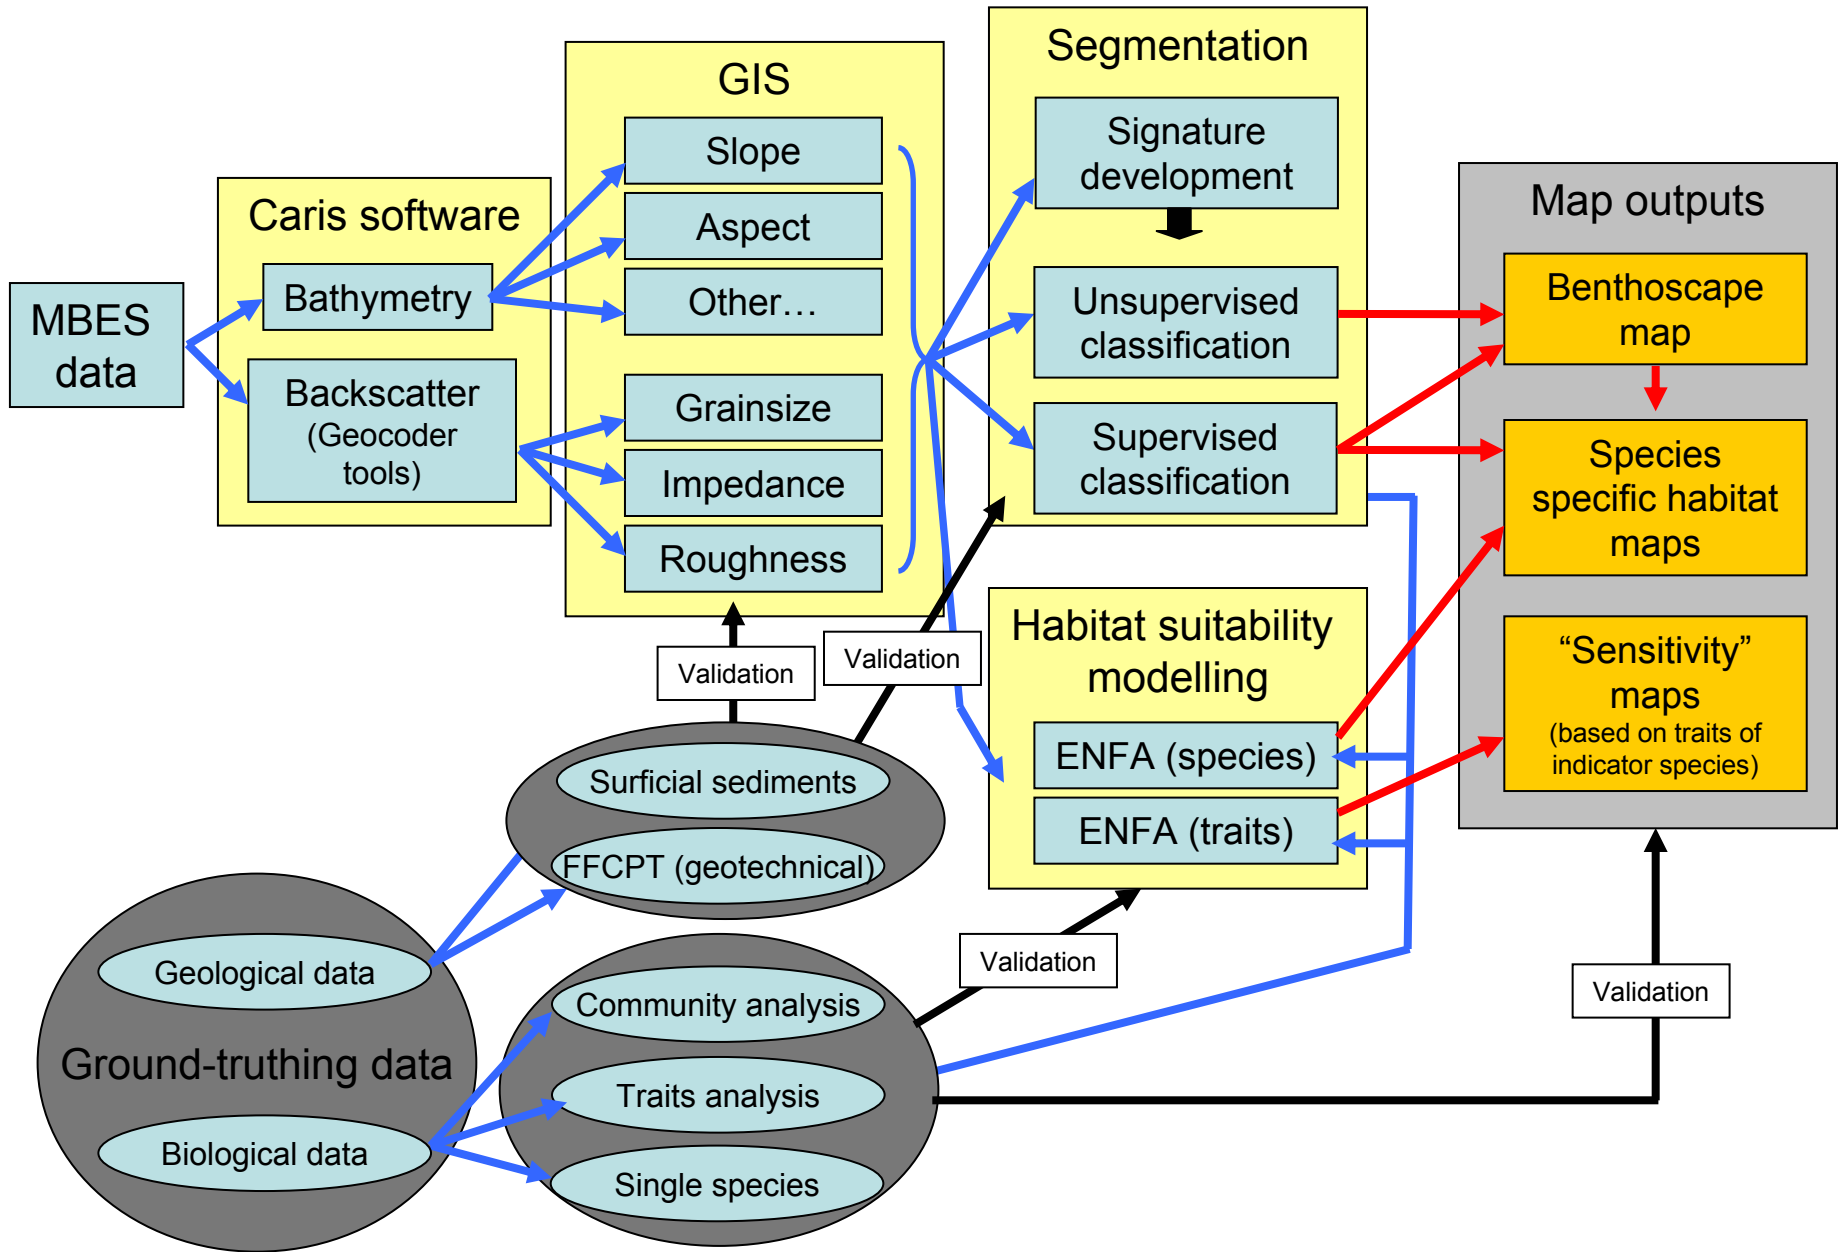 MBES
data
Caris software
Bathymetry
Backscatter
(Geocoder
tools)
GIS
Slope
Aspect
Other…
Grainsize
Impedance
Roughness
Segmentation
Signature
development
Unsupervised
classification
Supervised
classification
Habitat suitability
modelling
ENFA (species)
ENFA (traits)
Map outputs
Benthoscape
map
Species
specific habitat
maps
“Sensitivity”
maps
(based on traits of
indicator species)
Validation
Validation
Validation
Validation
Surficial sediments
FFCPT (geotechnical)
Geological data
Ground-truthing data
Biological data
Community analysis
Traits analysis
Single species